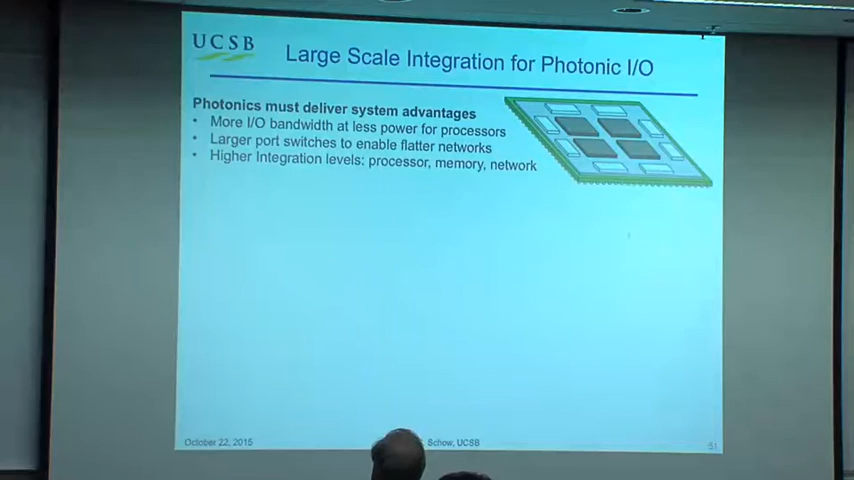 UCSB
Large Scale Integration for Photonic I/O
Photonics must deliver system advantages
• More I/O bandwidth at less power for processors
• Larger port switches to enable flatter networks
• Higher Integration levels: processor, memory, network
October 22, 2015
Schow, UCSB
51